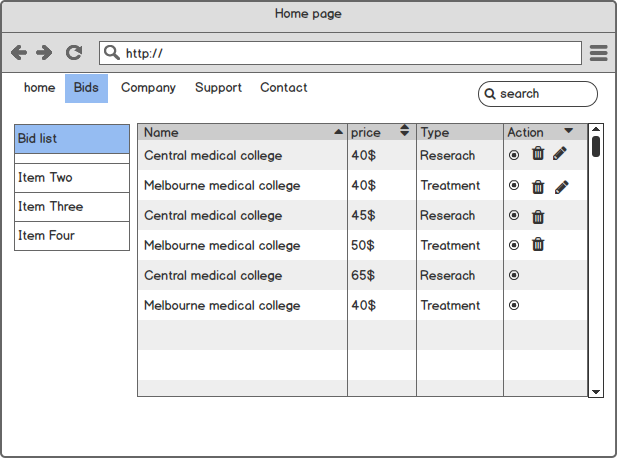 Home page
http://
home Bids Company Support Contact
search
Bid list
Item Two
Item Three
Item Four
Name price Type Action
Central medical college 40$ Reserach
Melbourne medical college 40$ Treatment
Central medical college 45$ Reserach
Melbourne medical college 50$ Treatment
Central medical college 65$ Reserach
Melbourne medical college 40$ Treatment